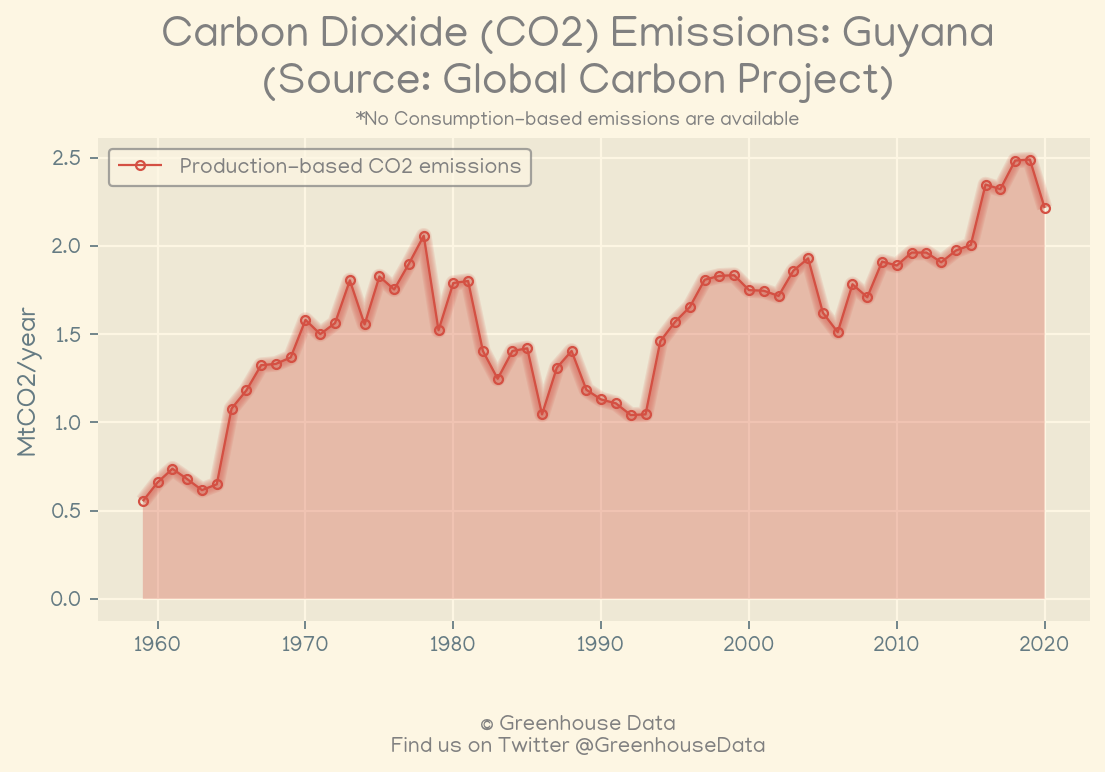 Carbon Dioxide (CO2) Emissions: Guyana
(Source: Global Carbon Project)
*No Consumption-based emissions are available
Production-based CO2 emissions
MtCO2/year
2.5
2.0
1.5
1.0
0.5
0.0
1960 1970 1980 1990 2000 2010 2020
© Greenhouse Data
Find us on Twitter @GreenhouseData